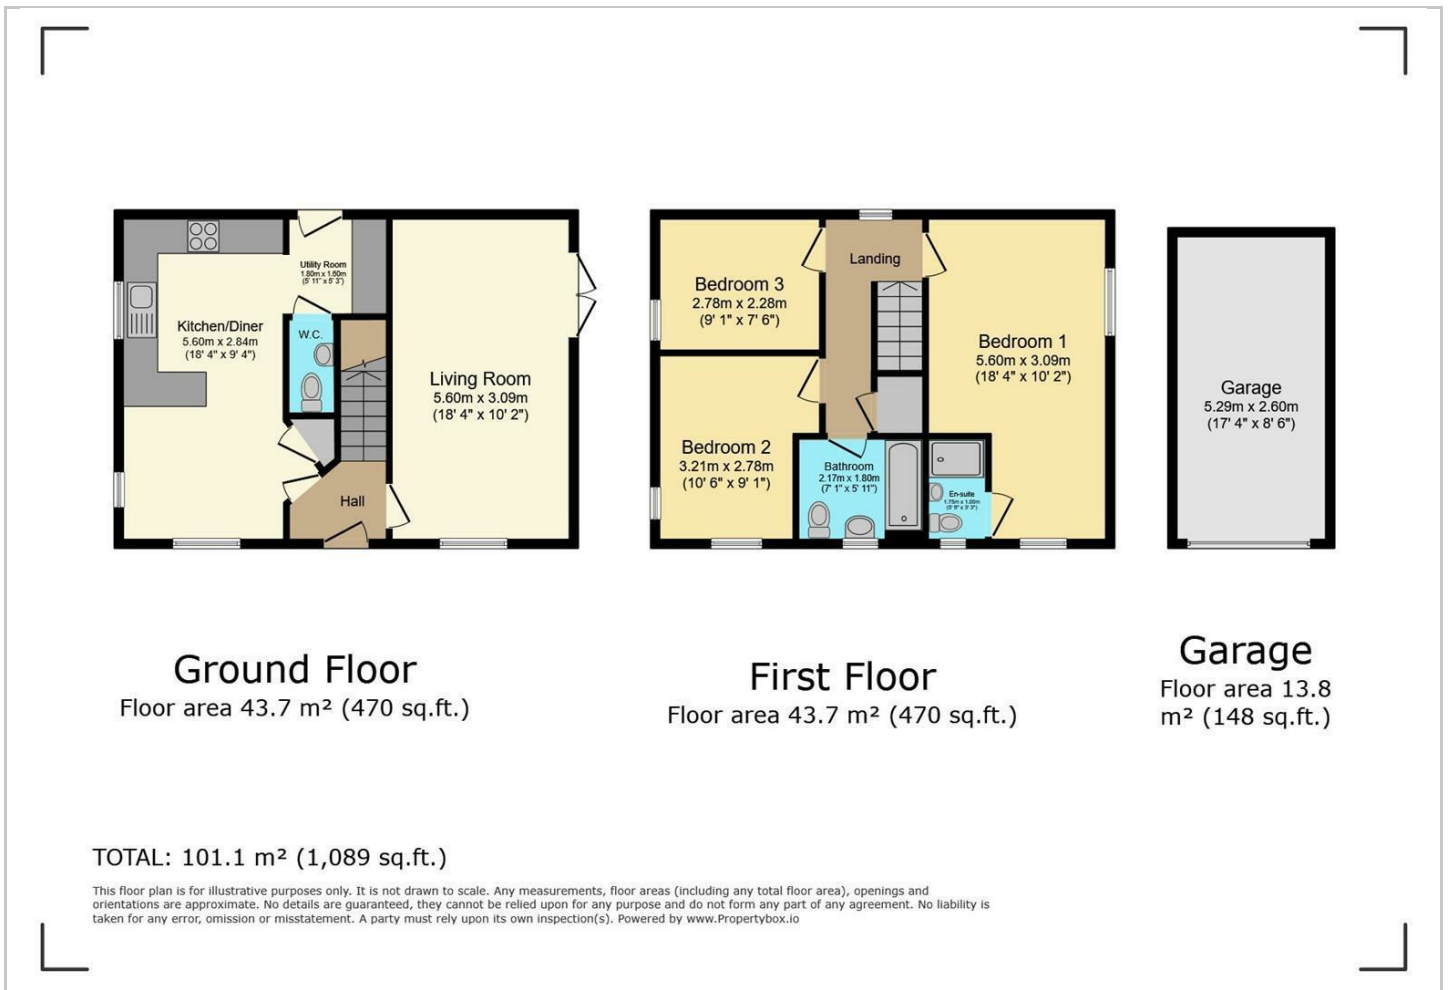 Utility Room
1.80m x 1.60m
(5' 11" x 5' 3")
Kitchen/Diner
5.60m x 2.84m
(18' 4" x 9' 4")
W.C.
Living Room
5.60m x 3.09m
(18' 4" x 10' 2")
Hall
Landing
Bedroom 3
2.78m x 2.28m
(9' 1" x 7' 6")
Bedroom 1
5.60m x 3.09m
(18' 4" x 10' 2")
Bedroom 2
3.21m x 2.78m
(10' 6" x 9' 1")
Bathroom
2.17m x 1.80m
(7' 1" x 5' 11")
En-suite
Garage
5.29m x 2.60m
(17' 4" x 8' 6")
Ground Floor
Floor area 43.7 m² (470 sq.ft.)
First Floor
Floor area 43.7 m² (470 sq.ft.)
Garage
Floor area 13.8
m² (148 sq.ft.)
TOTAL: 101.1 m² (1,089 sq.ft.)
This floor plan is for illustrative purposes only. It is not drawn to scale. Any measurements, floor areas (including any total floor area), openings and
orientations are approximate. No details are guaranteed, they cannot be relied upon for any purpose and do not form any part of any agreement. No liability is
taken for any error, omission or misstatement. A party must rely upon its own inspection(s). Powered by www.Propertybox.io